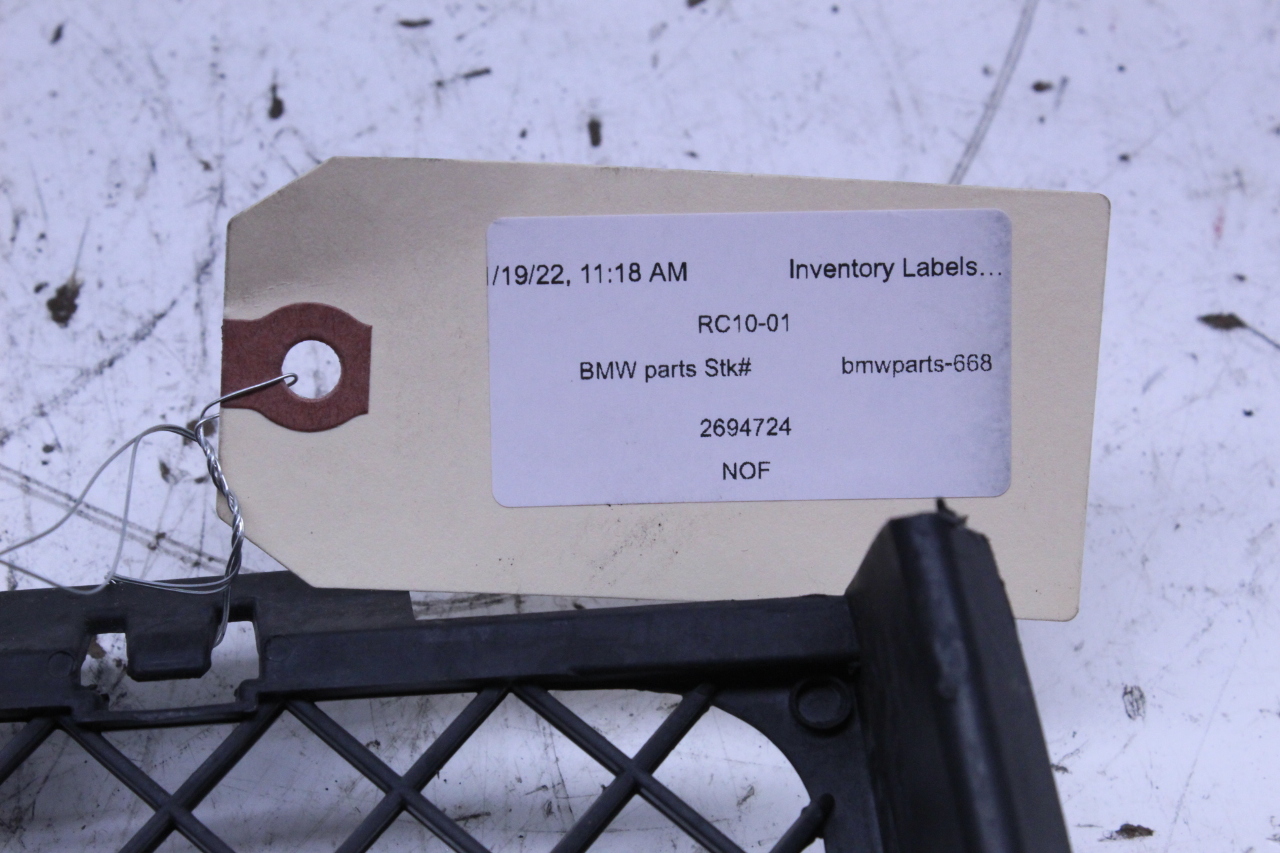 /19/22, 11:18 AM Inventory Labels...
RC10-01
BMW parts Stk# bmwparts-668
2694724
NOF